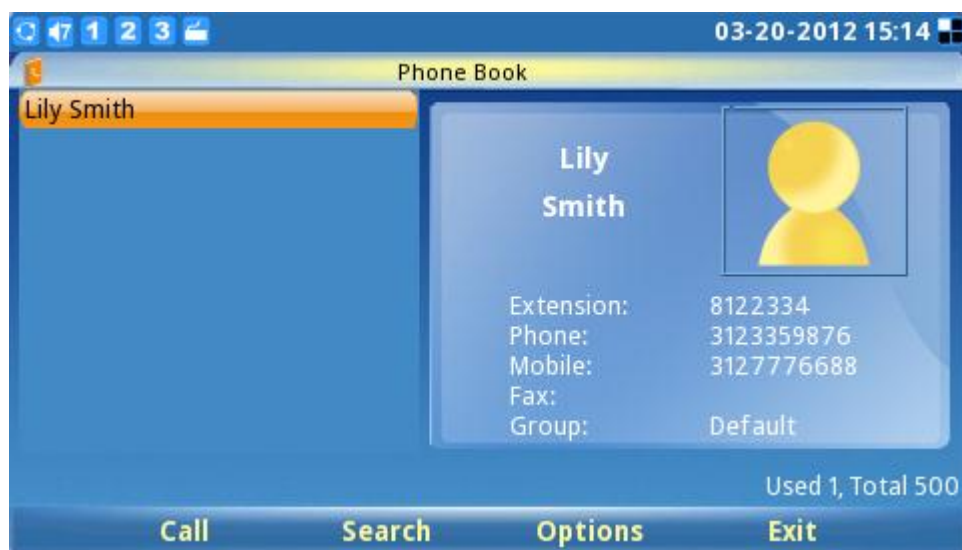 7 1 2 3 03-20-2012 15:14
Phone Book
Lily Smith
Lily
Smith
Extension: 8122334
Phone: 3123359876
Mobile: 3127776688
Fax:
Group: Default
Used 1, Total 500
Call Search Options Exit